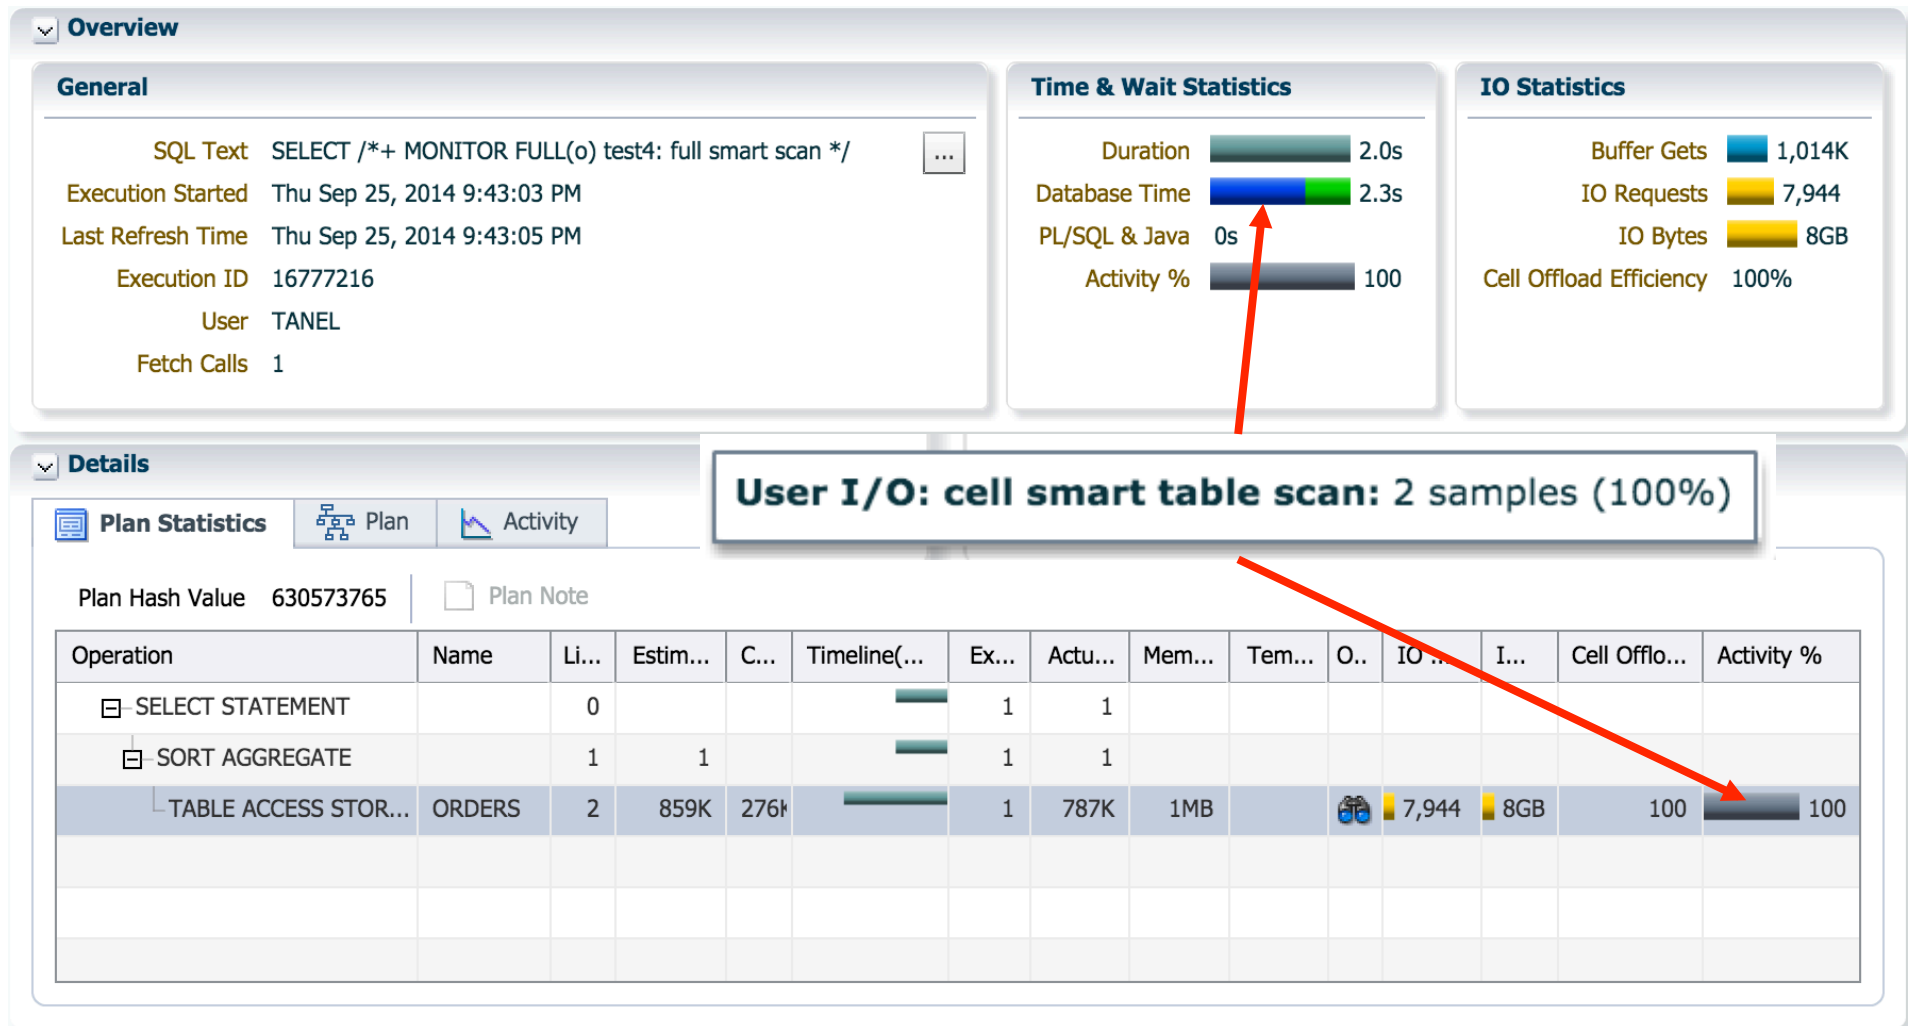 Overview
General
SQL Text SELECT /*+ MONITOR FULL(o) test4: full smart scan */ ...
Execution Started Thu Sep 25, 2014 9:43:03 PM
Last Refresh Time Thu Sep 25, 2014 9:43:05 PM
Execution ID 16777216
User TANEL
Fetch Calls 1
Time & Wait Statistics
Duration 2.0s
Database Time 2.3s
PL/SQL & Java 0s
Activity % 100
IO Statistics
Buffer Gets 1,014K
IO Requests 7,944
IO Bytes 8GB
Cell Offload Efficiency 100%
Details
User I/O: cell smart table scan: 2 samples (100%)
Plan Statistics Plan Activity
Plan Hash Value 630573765 Plan Note
Operation Name Li... Estim... C... Timeline(... Ex... Actu... Mem... Tem... O.. IO ... I... Cell Offlo... Activity %
SELECT STATEMENT 0 1 1
SORT AGGREGATE 1 1 1 1
TABLE ACCESS STOR... ORDERS 2 859K 276K 1 787K 1MB 7,944 8GB 100 100